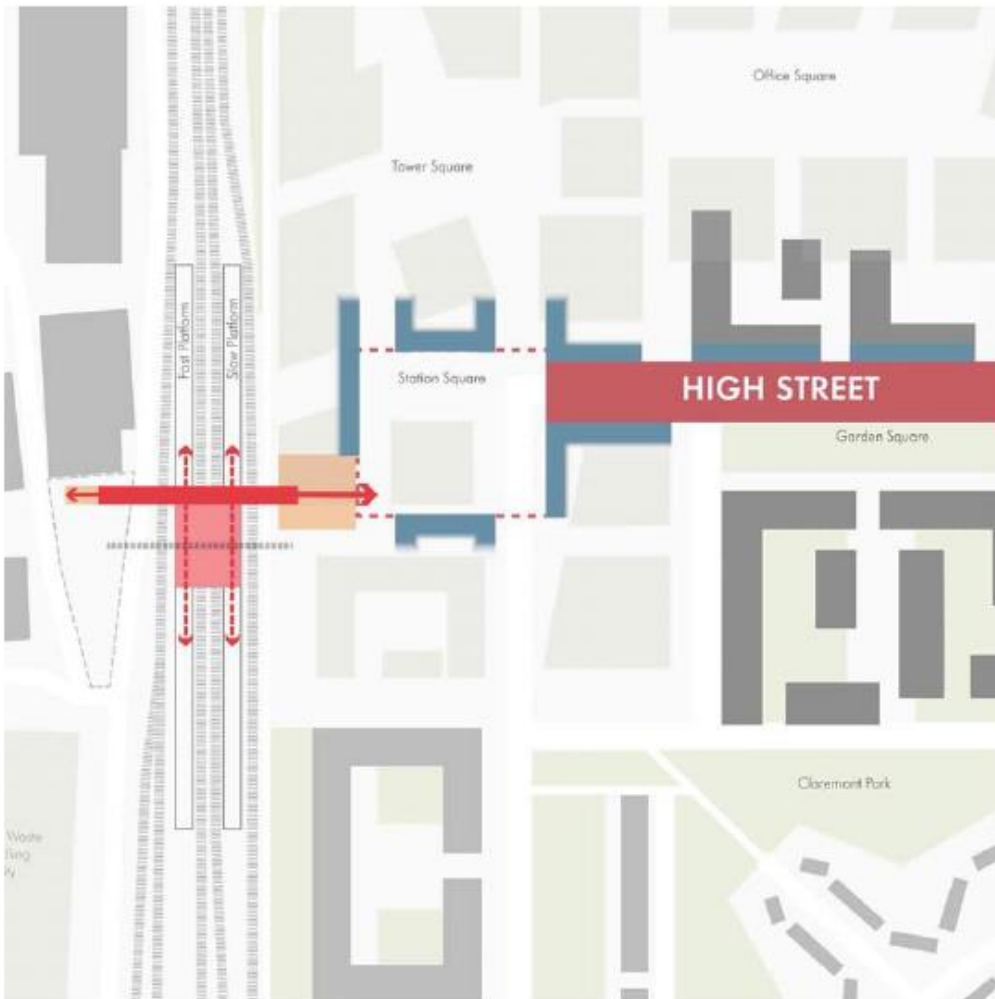 Office Square
Tower Square
Fast Platform
Slow Platform
Station Square
HIGH STREET
Garden Square
Claremont Park
Waste